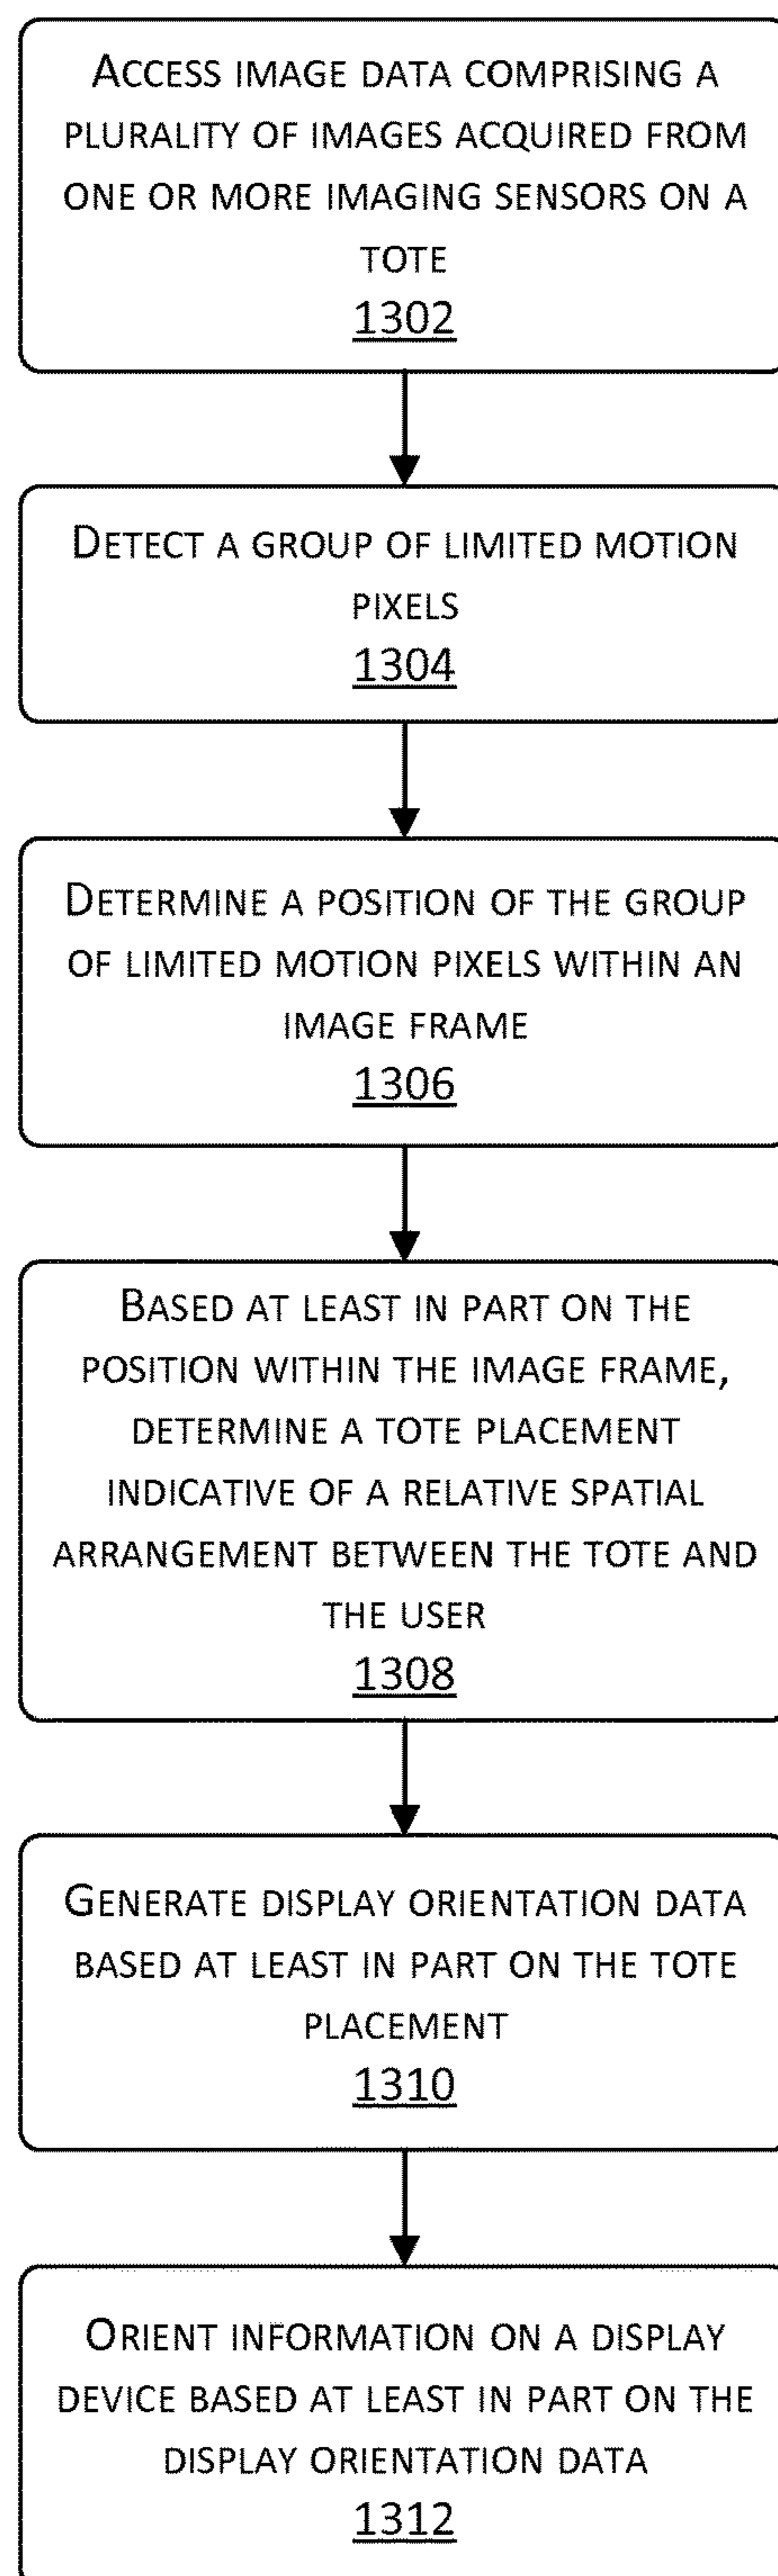 ACCESS IMAGE DATA COMPRISING A
PLURALITY OF IMAGES ACQUIRED FROM
ONE OR MORE IMAGING SENSORS ON A
TOTE
1302
DETECT A GROUP OF LIMITED MOTION
PIXELS
1304
DETERMINE A POSITION OF THE GROUP
OF LIMITED MOTION PIXELS WITHIN AN
IMAGE FRAME
1306
BASED AT LEAST IN PART ON THE
POSITION WITHIN THE IMAGE FRAME,
DETERMINE A TOTE PLACEMENT
INDICATIVE OF A RELATIVE SPATIAL
ARRANGEMENT BETWEEN THE TOTE AND
THE USER
1308
GENERATE DISPLAY ORIENTATION DATA
BASED AT LEAST IN PART ON THE TOTE
PLACEMENT
1310
ORIENT INFORMATION ON A DISPLAY
DEVICE BASED AT LEAST IN PART ON THE
DISPLAY ORIENTATION DATA
1312